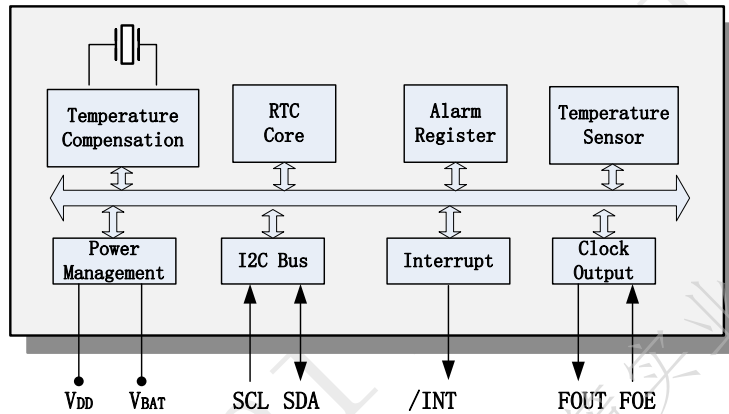 Temperature
Compensation
RTC
Core
Alarm
Register
Temperature
Sensor
Power
Management
I2C Bus
Interrupt
Clock
Output
VDD VBAT SCL SDA /INT FOUT FOE